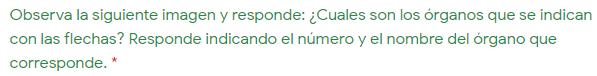 Observa la siguiente imagen y responde: ¿Cuales son los órganos que se indican
con las flechas? Responde indicando el número y el nombre del órgano que
corresponde. *